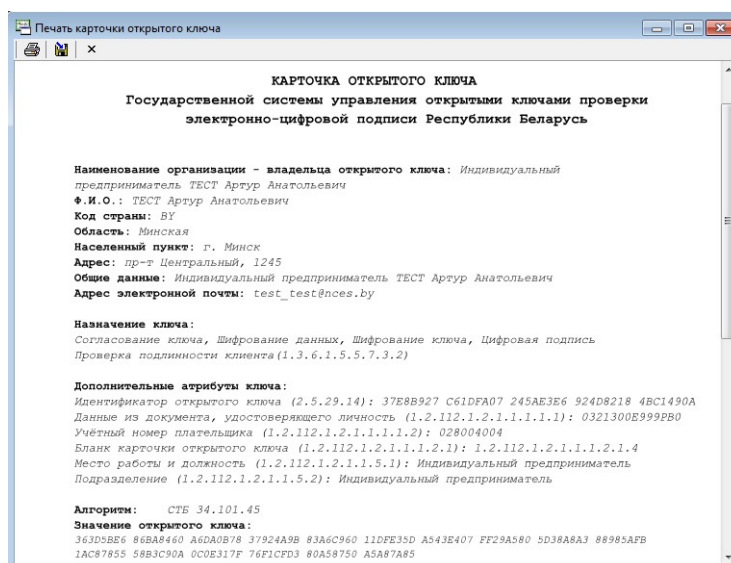 Печать карточки открытого ключа
КАРТОЧКА ОТКРЫТОГО КЛЮЧА
Государственной системы управления открытыми ключами проверки
электронно-цифровой подписи Республики Беларусь
Наименование организации - владельца открытого ключа: Индивидуальный
предприниматель ТЕСТ Артур Анатольевич
Ф.И.О.: ТЕСТ Артур Анатольевич
Код страны: BY
Область: Минская
Населенный пункт: г. Минск
Адрес: пр-т Центральный, 1245
Общие данные: Индивидуальный предприниматель ТЕСТ Артур Анатольевич
Адрес электронной почты: test_test@nces.by
Назначение ключа:
Согласование ключа, Шифрование данных, Шифрование ключа, Цифровая подпись
Проверка подлинности клиента(1.3.6.1.5.5.7.3.2)
Дополнительные атрибуты ключа:
Идентификатор открытого ключа (2.5.29.14): 37E8B927 C61DFA07 245AE3E6 924D8218 4BC1490A
Данные из документа, удостоверяющего личность (1.2.112.1.2.1.1.1.1.1): 0321300E999PB0
Учётный номер плательщика (1.2.112.1.2.1.1.1.1.2): 028004004
Бланк карточки открытого ключа (1.2.112.1.2.1.1.1.2.1): 1.2.112.1.2.1.1.1.2.1.4
Место работы и должность (1.2.112.1.2.1.1.5.1): Индивидуальный предприниматель
Подразделение (1.2.112.1.2.1.1.5.2): Индивидуальный предприниматель
Алгоритм: СТБ 34.101.45
Значение открытого ключа:
363D5BE6 86BA8460 A6DA0B78 37924A9B 83A6C960 11DFE35D A543E407 FF29A580 5D38A8A3 88985AFB
1AC87855 58B3C90A 0C0E317F 76F1CFD3 80A58750 A5A87A85